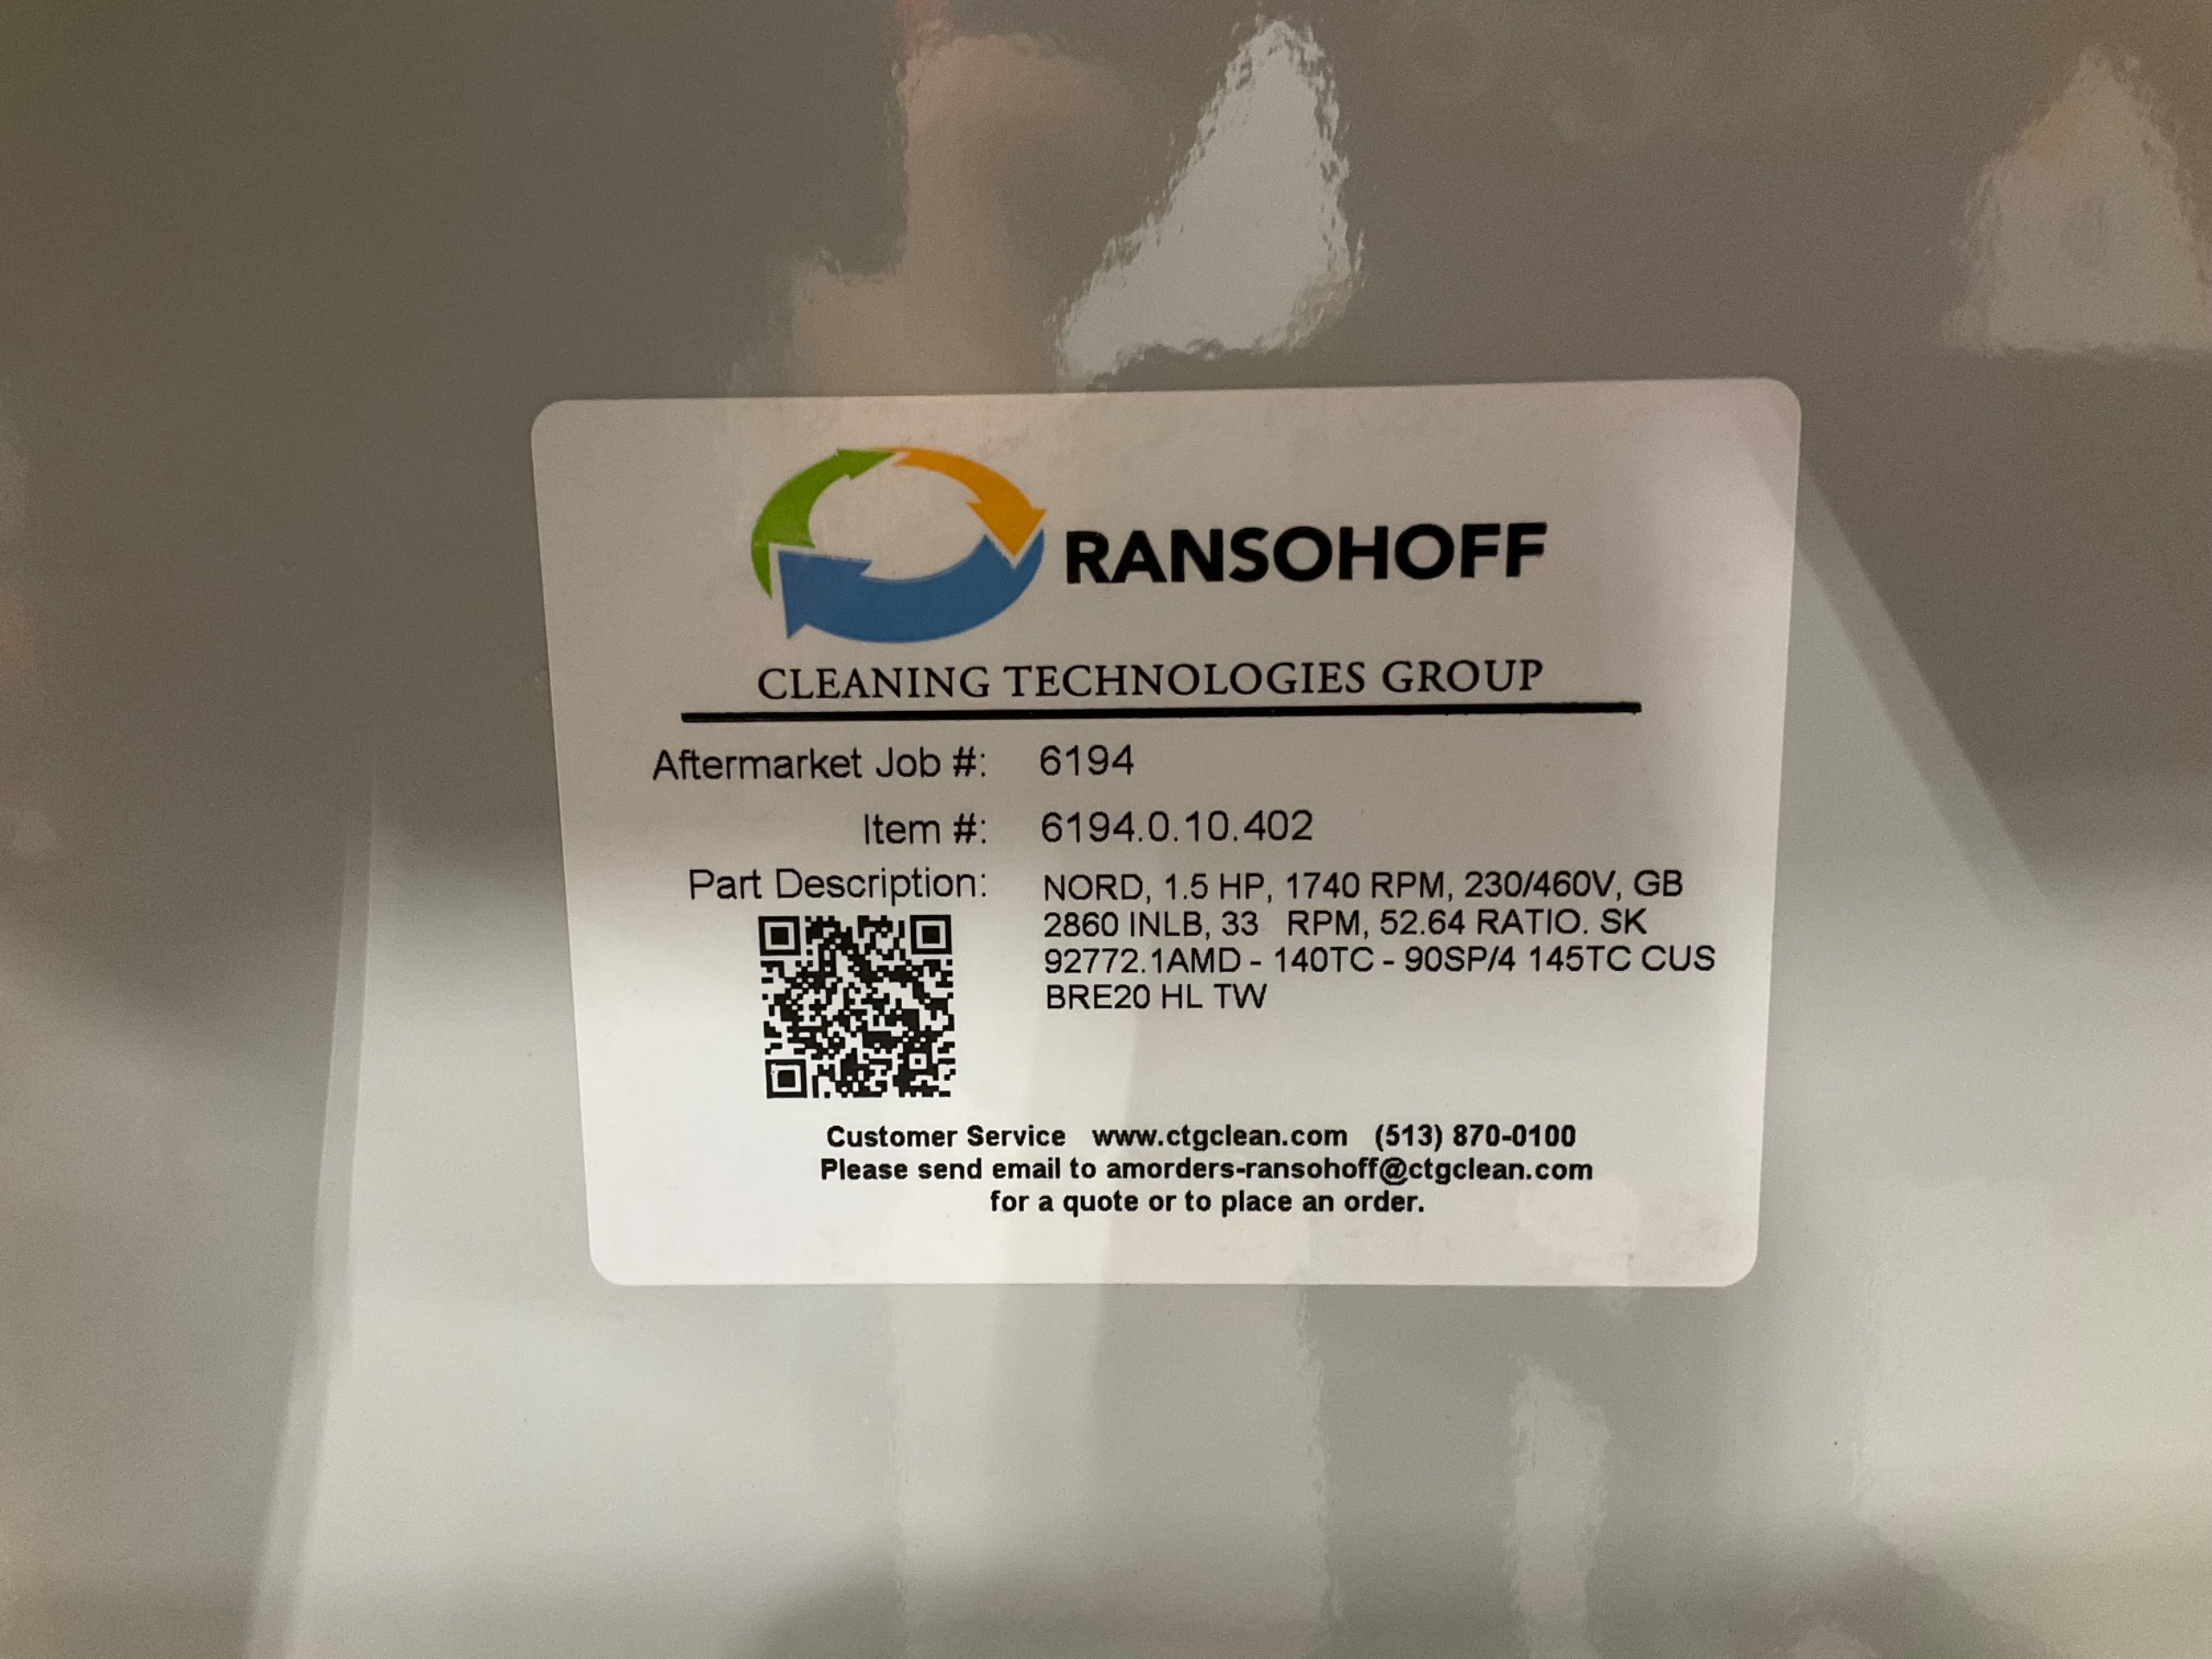 RANSOHOFF
CLEANING TECHNOLOGIES GROUP
Aftermarket Job #: 6194
Item #: 6194.0.10.402
Part Description: NORD, 1.5 HP, 1740 RPM, 230/460V, GB
2860 INLB, 33 RPM, 52.64 RATIO. SK
92772.1AMD - 140TC - 90SP/4 145TC CUS
BRE20 HL TW
Customer Service www.ctgclean.com (513) 870-0100
Please send email to amorders-ransohoff@ctgclean.com
for a quote or to place an order.